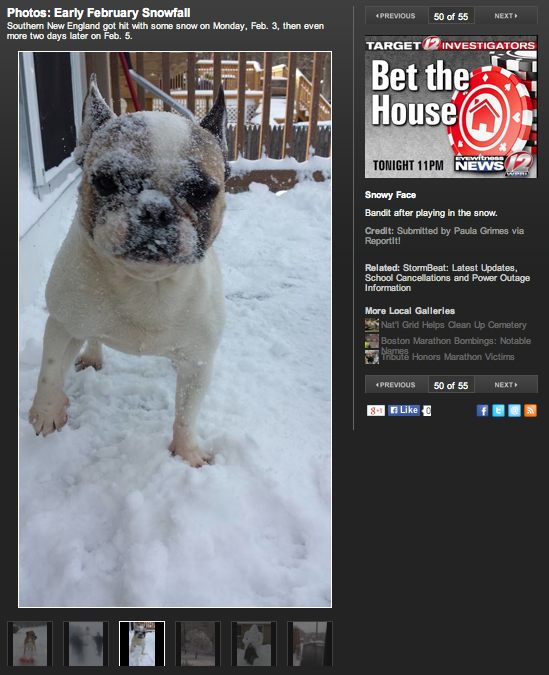 Photos: Early February Snowfall
Southern New England got hit with some snow on Monday, Feb. 3, then even
more two days later on Feb. 5.
PREVIOUS
50 of 55
NEXT
TARGET 12 INVESTIGATORS
Bet the
House
TONIGHT 11PM
EYEWITNESS
NEWS 12
WPRI
Snowy Face
Bandit after playing in the snow.
Credit: Submitted by Paula Grimes via
ReportIt!
Related: StormBeat: Latest Updates,
School Cancellations and Power Outage
Information
More Local Galleries
Nat'l Grid Helps Clean Up Cemetery
Boston Marathon Bombings: Notable
Names
Tribute Honors Marathon Victims
PREVIOUS
50 of 55
NEXT
g+1
f Like
0